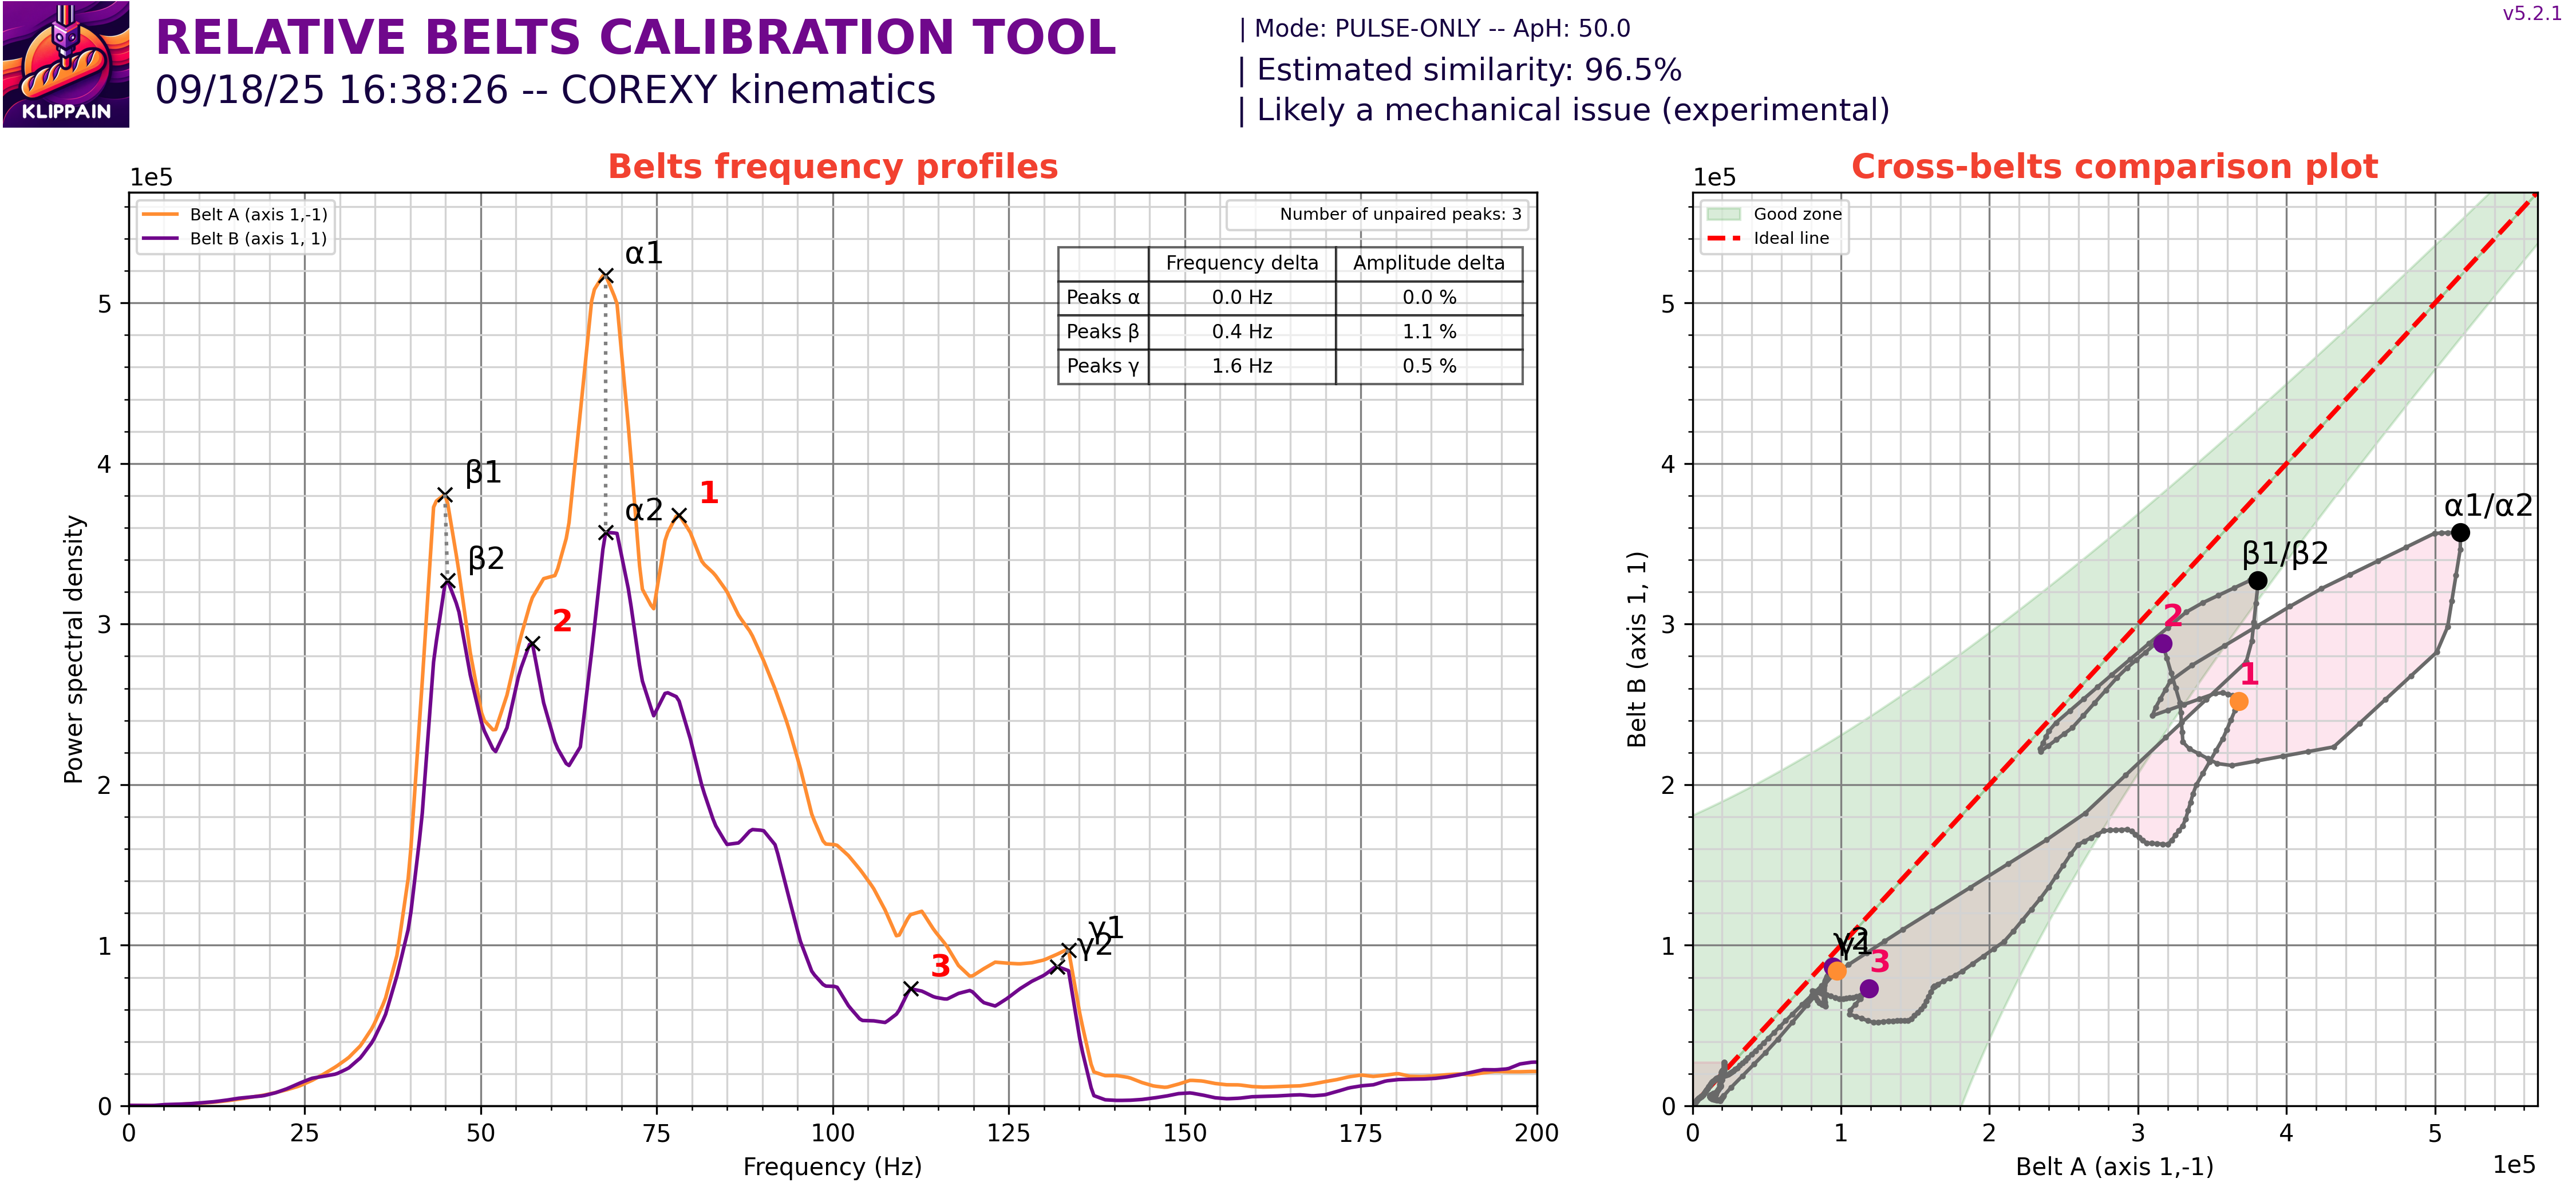 v5.2.1
KLIPPAIN
RELATIVE BELTS CALIBRATION TOOL
09/18/25 16:38:26 -- COREXY kinematics
| Mode: PULSE-ONLY -- ApH: 50.0
| Estimated similarity: 96.5%
| Likely a mechanical issue (experimental)
Belts frequency profiles
1e5
Belt A (axis 1,-1)
Belt B (axis 1, 1)
Number of unpaired peaks: 3
Frequency delta Amplitude delta
Peaks α 0.0 Hz 0.0 %
Peaks β 0.4 Hz 1.1 %
Peaks γ 1.6 Hz 0.5 %
α1
β1
1
α2
β2
2
γ1
γ2
3
5
4
3
2
1
0
Power spectral density
0 25 50 75 100 125 150 175 200
Frequency (Hz)
Cross-belts comparison plot
1e5
Good zone
Ideal line
α1/α2
β1/β2
2
1
γ2
γ1
3
5
4
3
2
1
0
Belt B (axis 1, 1)
0 1 2 3 4 5
Belt A (axis 1,-1)
1e5